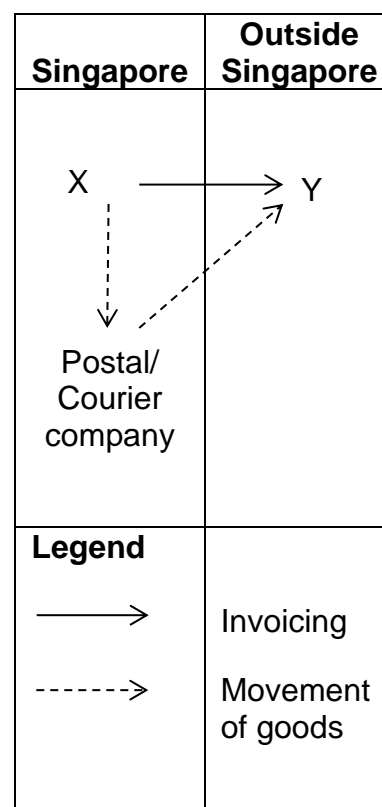 Singapore
Outside
Singapore
X
Y
Postal/
Courier
company
Legend
Invoicing
Movement
of goods